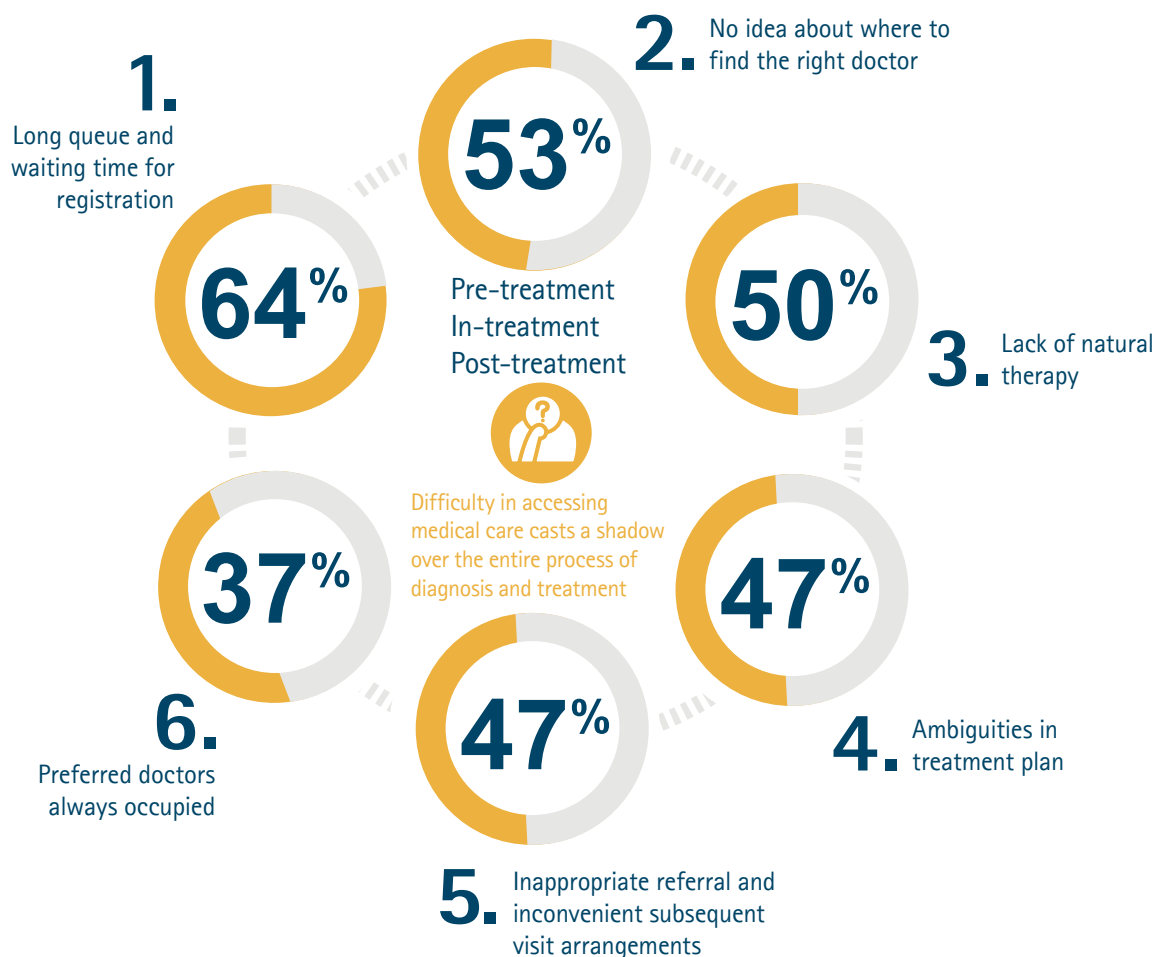 1.
Long queue and
waiting time for
registration
64%
2.
No idea about where to
find the right doctor
53%
50%
3.
Lack of natural
therapy
Pre-treatment
In-treatment
Post-treatment
?
Difficulty in accessing
medical care casts a shadow
over the entire process of
diagnosis and treatment
47%
4.
Ambiguities in
treatment plan
47%
5.
Inappropriate referral and
inconvenient subsequent
visit arrangements
37%
6.
Preferred doctors
always occupied